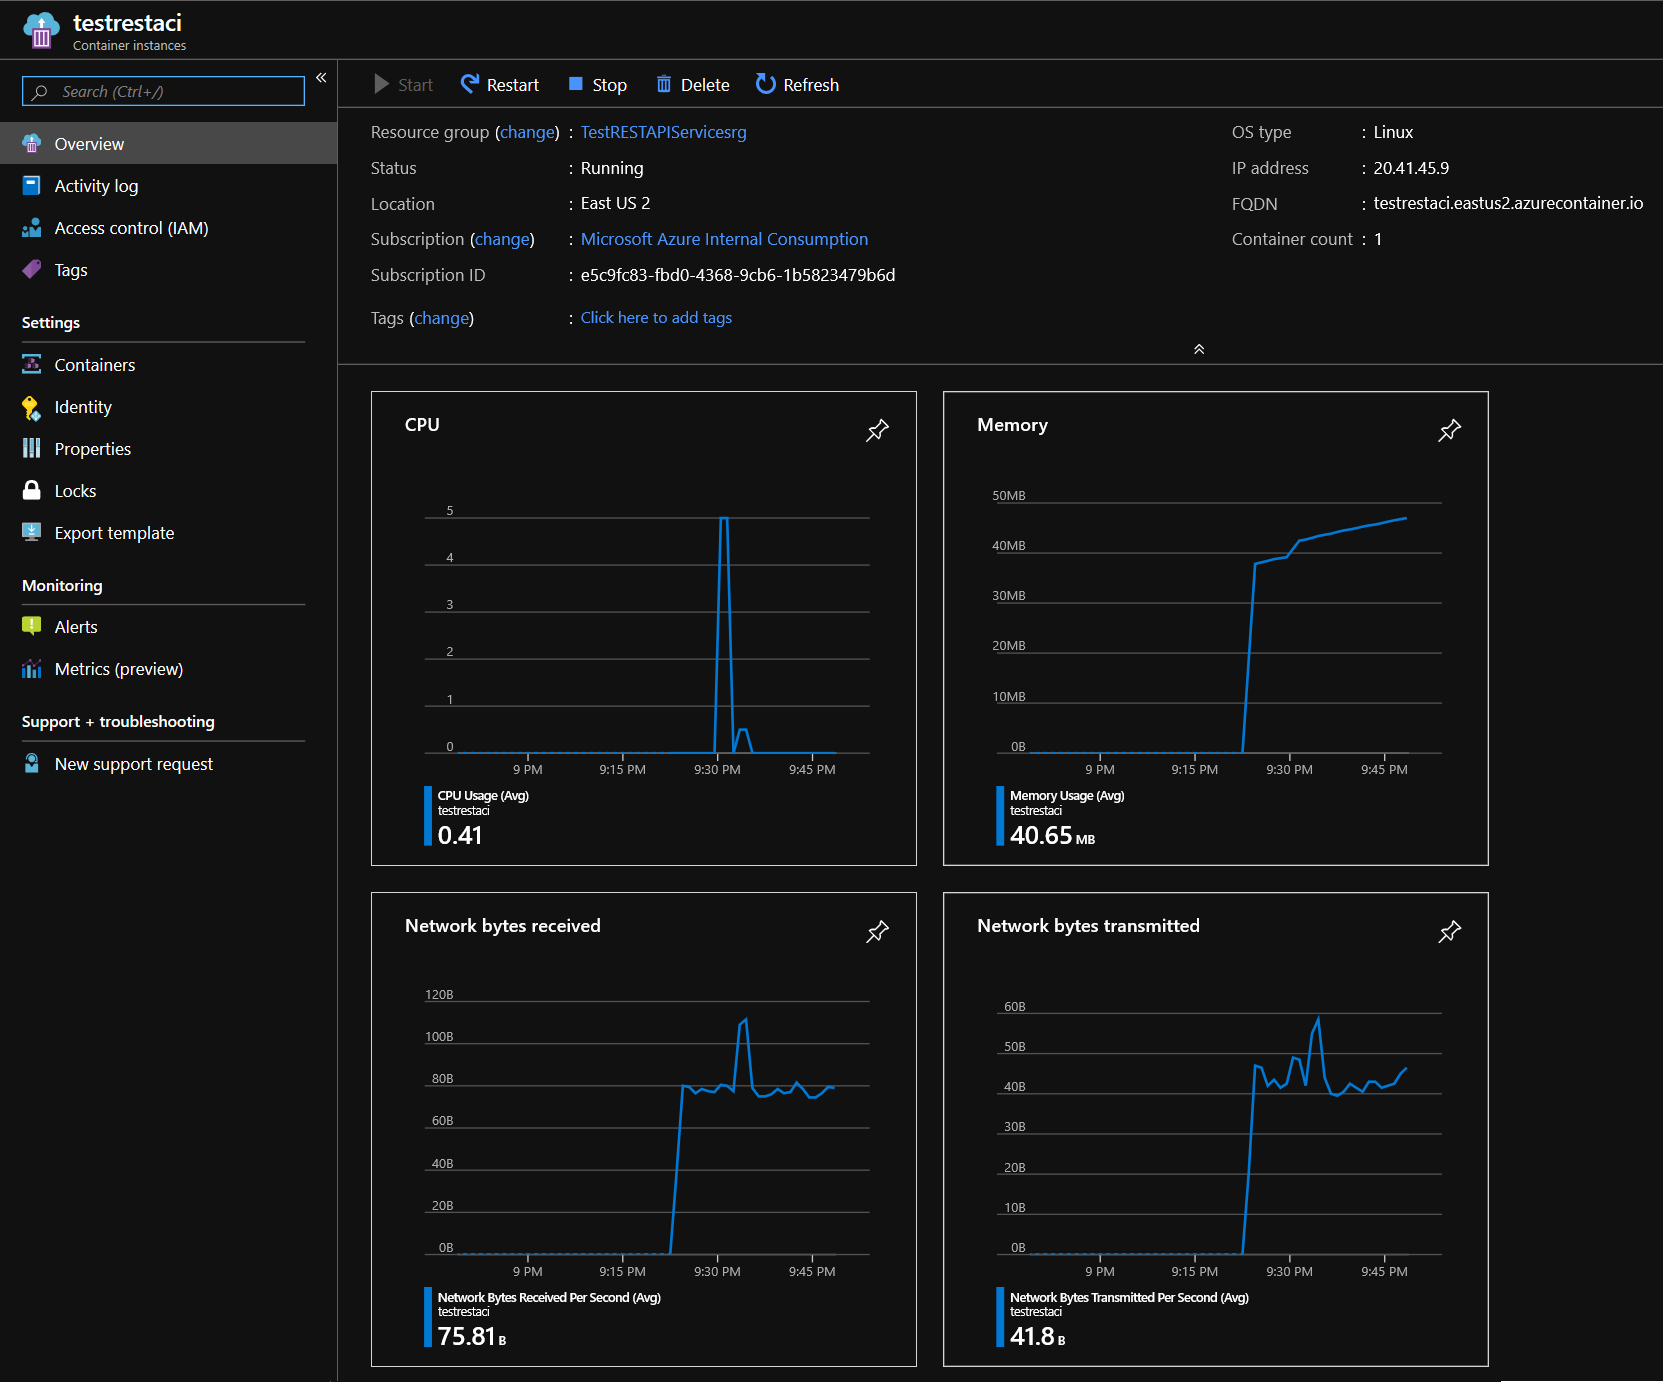 testrestaci
Container instances
Search (Ctrl+/)
«
Overview
Activity log
Access control (IAM)
Tags
Settings
Containers
Identity
Properties
Locks
Export template
Monitoring
Alerts
Metrics (preview)
Support + troubleshooting
New support request
Start Restart Stop Delete Refresh
Resource group (change) : TestRESTAPIServicesrg
Status : Running
Location : East US 2
Subscription (change) : Microsoft Azure Internal Consumption
Subscription ID : e5c9fc83-fbd0-4368-9cb6-1b5823479b6d
Tags (change) : Click here to add tags
OS type : Linux
IP address : 20.41.45.9
FQDN : testrestaci.eastus2.azurecontainer.io
Container count : 1
CPU
5
4
3
2
1
0
9 PM 9:15 PM 9:30 PM 9:45 PM
CPU Usage (Avg)
testrestaci
0.41
Memory
50MB
40MB
30MB
20MB
10MB
0B
9 PM 9:15 PM 9:30 PM 9:45 PM
Memory Usage (Avg)
testrestaci
40.65 MB
Network bytes received
120B
100B
80B
60B
40B
20B
0B
9 PM 9:15 PM 9:30 PM 9:45 PM
Network Bytes Received Per Second (Avg)
testrestaci
75.81 B
Network bytes transmitted
60B
50B
40B
30B
20B
10B
0B
9 PM 9:15 PM 9:30 PM 9:45 PM
Network Bytes Transmitted Per Second (Avg)
testrestaci
41.8 B